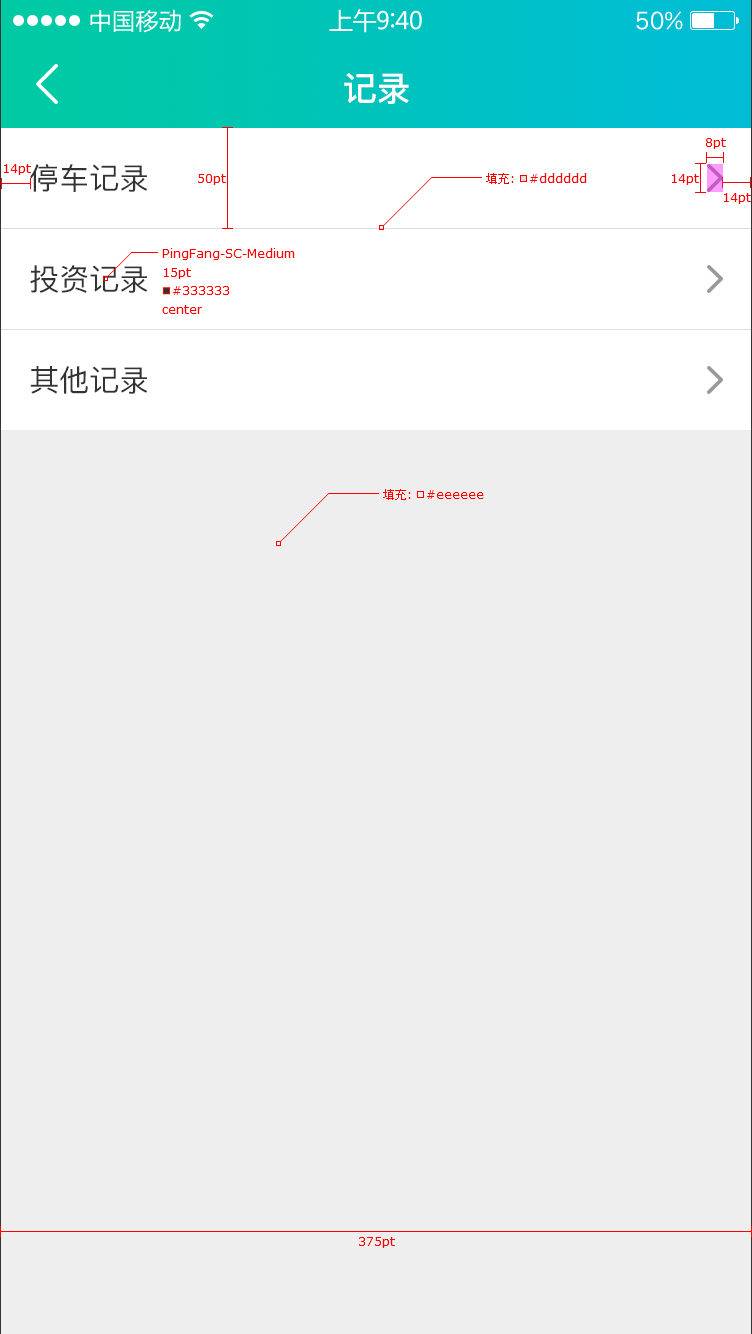 中国移动 上午9:40 50%
记录
8pt
14pt 停车记录 50pt 填充: #dddddd 14pt
14pt
PingFang-SC-Medium
投资记录 15pt
#333333
center
其他记录
填充: #eeeeee
375pt